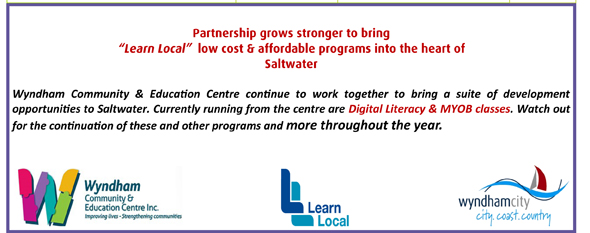 Partnership grows stronger to bring
“Learn Local” low cost & affordable programs into the heart of
Saltwater
Wyndham Community & Education Centre continue to work together to bring a suite of development
opportunities to Saltwater. Currently running from the centre are Digital Literacy & MYOB classes. Watch out
for the continuation of these and other programs and more throughout the year.
Wyndham
Community &
Education Centre Inc.
Improving lives - Strengthening communities
Learn
Local
wyndhamcity
city. coast. country